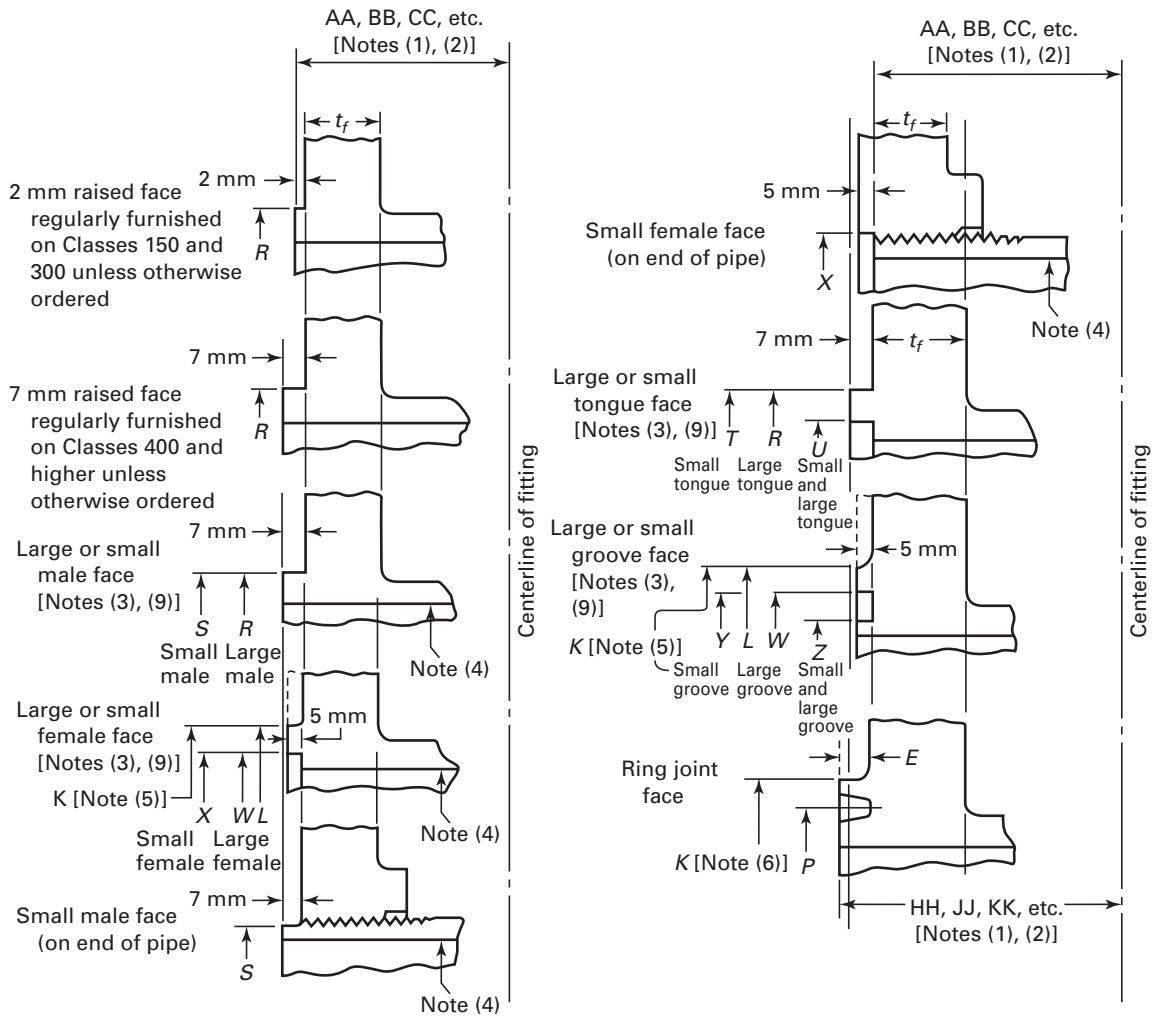 AA, BB, CC, etc.
[Notes (1), (2)]
t_f
2 mm
2 mm raised face
regularly furnished
on Classes 150 and
300 unless otherwise
ordered
R
7 mm
7 mm raised face
regularly furnished
on Classes 400 and
higher unless
otherwise ordered
R
7 mm
Large or small
male face
[Notes (3), (9)]
S R
Small Large
male male
Note (4)
Large or small
female face
[Notes (3), (9)]
5 mm
K [Note (5)]
X W L
Small Large
female female
Note (4)
7 mm
Small male face
(on end of pipe)
S
Note (4)
Centerline of fitting
AA, BB, CC, etc.
[Notes (1), (2)]
t_f
5 mm
Small female face
(on end of pipe)
X
Note (4)
7 mm
t_f
Large or small
tongue face
[Notes (3), (9)]
T R U
Small Large Small
tongue tongue and
large
tongue
Large or small
groove face
[Notes (3),
(9)]
5 mm
K [Note (5)]
Y L W Z
Small Large Small
groove groove and
large
groove
Ring joint
face
E
K [Note (6)]
P
HH, JJ, KK, etc.
[Notes (1), (2)]
Centerline of fitting